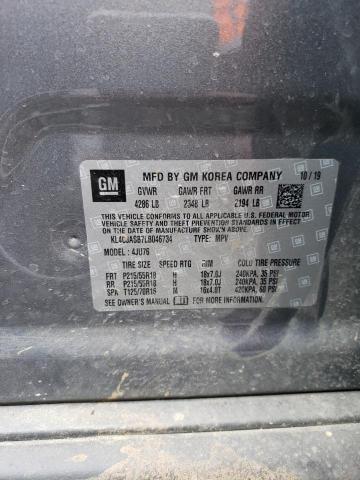 GM
MFD BY GM KOREA COMPANY 10/19
GVWR GAWR FRT GAWR RR
4286 LB 2348 LB 2194 LB
THIS VEHICLE CONFORMS TO ALL APPLICABLE U.S. FEDERAL MOTOR
VEHICLE SAFETY AND THEFT PREVENTION STANDARDS IN EFFECT ON
THE DATE OF MANUFACTURE SHOWN ABOVE.
TYPE: MPV
MODEL: 4JU76
TIRE SIZE SPEED RTG RIM COLD TIRE PRESSURE
FRT P215/55R18 H 18x7.0J 240KPA, 35 PSI
RR P215/55R18 H 18x7.0J 240KPA, 35 PSI
SPA T125/70R16 M 16x4.0T 420KPA, 60 PSI
SEE OWNER'S MANUAL FOR ADDITIONAL INFORMATION.